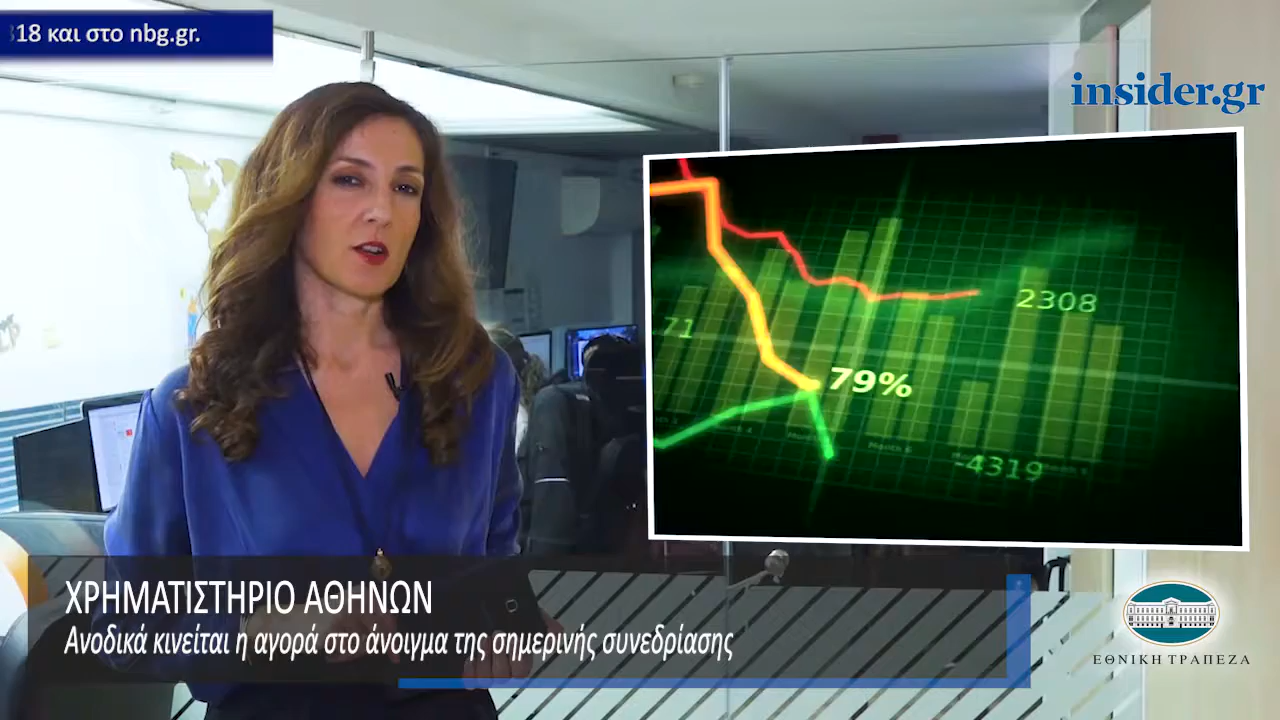 18 και στο nbg.gr.
insider.gr
71
2308
79%
-4319
ΧΡΗΜΑΤΙΣΤΗΡΙΟ ΑΘΗΝΩΝ
Ανοδικά κινείται η αγορά στο άνοιγμα της σημερινής συνεδρίασης
ΕΘΝΙΚΗ ΤΡΑΠΕΖΑ